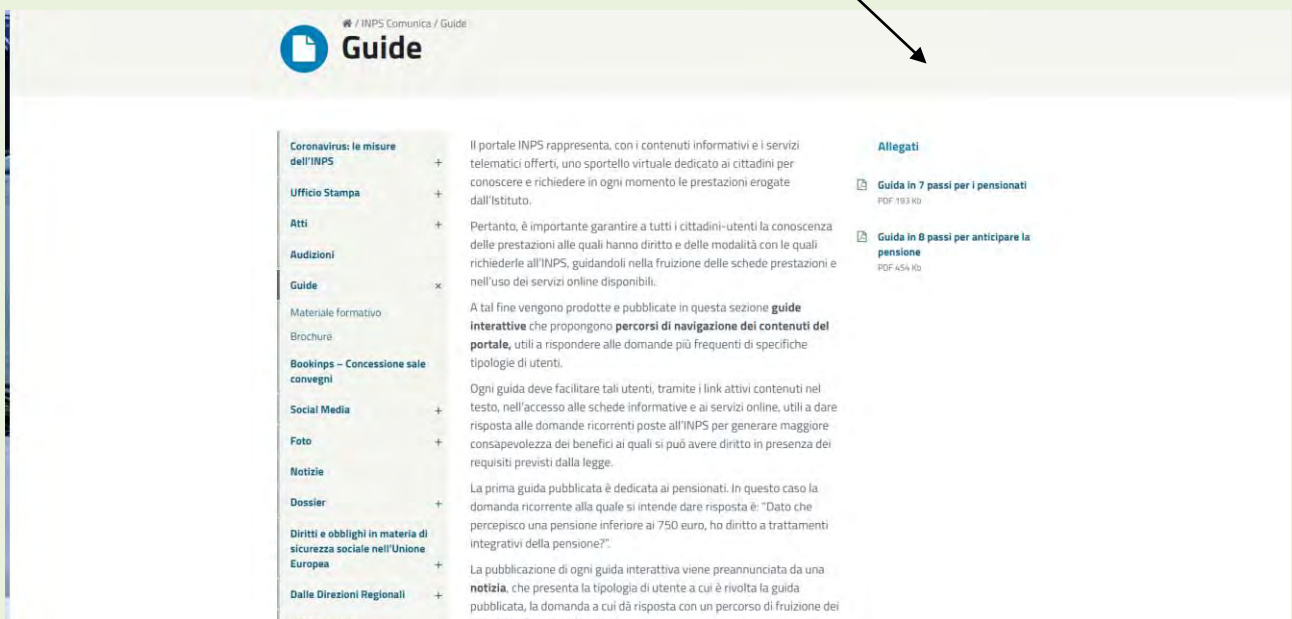 / INPS Comunica / Guide
Guide
Coronavirus: le misure
dell'INPS +
Ufficio Stampa +
Atti +
Audizioni
Guide ×
Materiale formativo
Brochure
Bookinps – Concessione sale
convegni
Social Media +
Foto +
Notizie
Dossier +
Diritti e obblighi in materia di
sicurezza sociale nell'Unione
Europea +
Dalle Direzioni Regionali +
Il portale INPS rappresenta, con i contenuti informativi e i servizi
telematici offerti, uno sportello virtuale dedicato ai cittadini per
conoscere e richiedere in ogni momento le prestazioni erogate
dall'Istituto.
Pertanto, è importante garantire a tutti i cittadini-utenti la conoscenza
delle prestazioni alle quali hanno diritto e delle modalità con le quali
richiederle all'INPS, guidandoli nella fruizione delle schede prestazioni e
nell'uso dei servizi online disponibili.
A tal fine vengono prodotte e pubblicate in questa sezione guide
interattive che propongono percorsi di navigazione dei contenuti del
portale, utili a rispondere alle domande più frequenti di specifiche
tipologie di utenti.
Ogni guida deve facilitare tali utenti, tramite i link attivi contenuti nel
testo, nell'accesso alle schede informative e ai servizi online, utili a dare
risposta alle domande ricorrenti poste all'INPS per generare maggiore
consapevolezza dei benefici ai quali si può avere diritto in presenza dei
requisiti previsti dalla legge.
La prima guida pubblicata è dedicata ai pensionati. In questo caso la
domanda ricorrente alla quale si intende dare risposta è: "Dato che
percepisco una pensione inferiore ai 750 euro, ho diritto a trattamenti
integrativi della pensione?".
La pubblicazione di ogni guida interattiva viene preannunciata da una
notizia, che presenta la tipologia di utente a cui è rivolta la guida
pubblicata, la domanda a cui dà risposta con un percorso di fruizione dei
Allegati
Guida in 7 passi per i pensionati
PDF 193 Kb
Guida in 8 passi per anticipare la
pensione
PDF 454 Kb